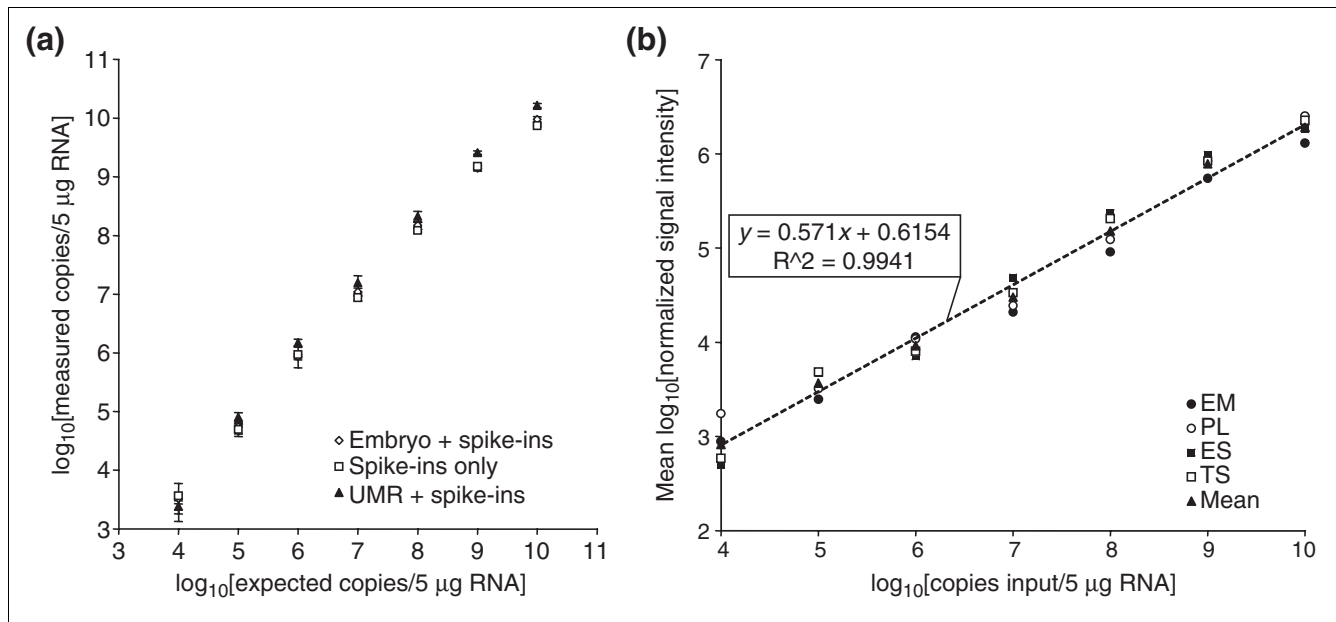 (a)
11
10
9
8
7
6
5
4
3
log10[measured copies/5 μg RNA]
3 4 5 6 7 8 9 10 11
log10[expected copies/5 μg RNA]
Embryo + spike-ins
Spike-ins only
UMR + spike-ins
(b)
7
6
5
4
3
2
Mean log10[normalized signal intensity]
y = 0.571x + 0.6154
R^2 = 0.9941
EM
PL
ES
TS
Mean
4 5 6 7 8 9 10
log10[copies input/5 μg RNA]